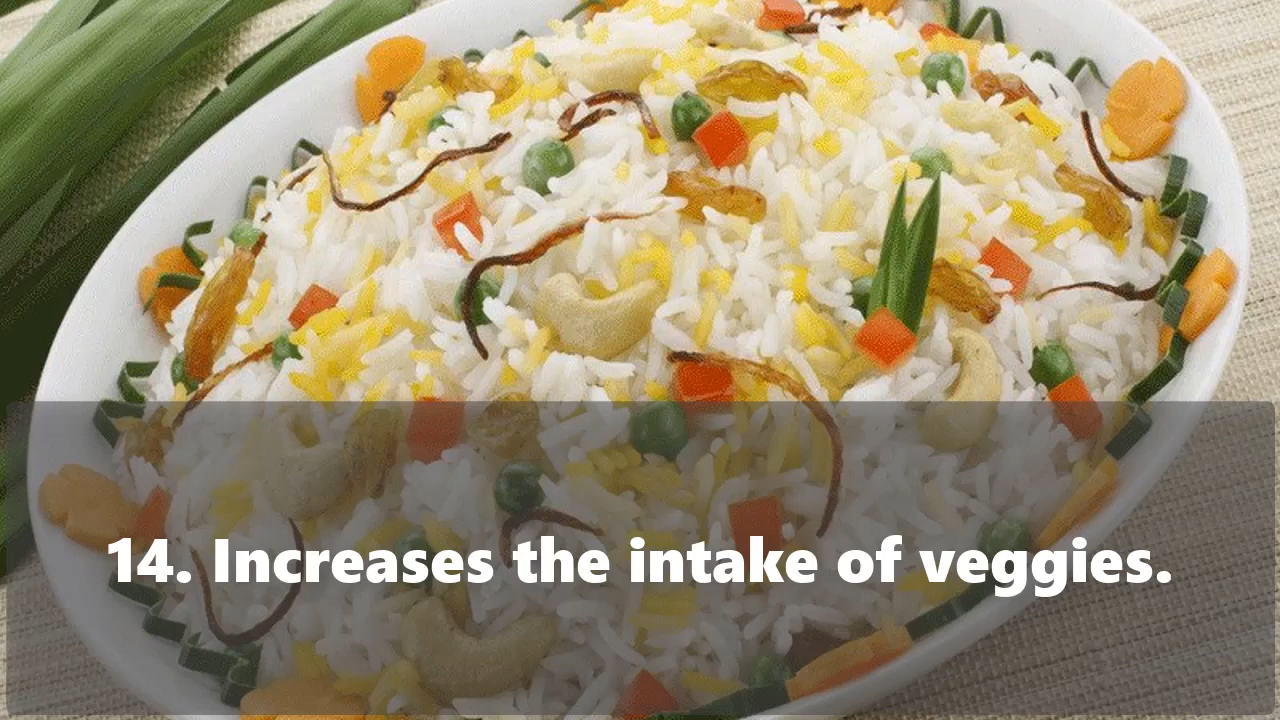 14. Increases the intake of veggies.